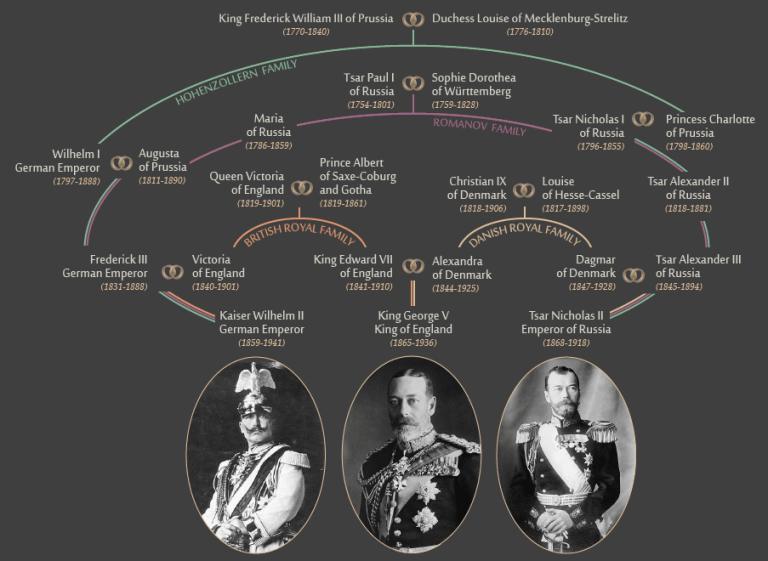 King Frederick William III of Prussia
(1770-1840)
Duchess Louise of Mecklenburg-Strelitz
(1776-1810)
HOHENZOLLERN FAMILY
Tsar Paul I
of Russia
(1754-1801)
Sophie Dorothea
of Württemberg
(1759-1828)
Maria
of Russia
(1786-1859)
ROMANOV FAMILY
Tsar Nicholas I
of Russia
(1796-1855)
Princess Charlotte
of Prussia
(1798-1860)
Wilhelm I
German Emperor
(1797-1888)
Augusta
of Prussia
(1811-1890)
Queen Victoria
of England
(1819-1901)
Prince Albert
of Saxe-Coburg
and Gotha
(1819-1861)
Christian IX
of Denmark
(1818-1906)
Louise
of Hesse-Cassel
(1817-1898)
Tsar Alexander II
of Russia
(1818-1881)
BRITISH ROYAL FAMILY
DANISH ROYAL FAMILY
Frederick III
German Emperor
(1831-1888)
Victoria
of England
(1840-1901)
King Edward VII
of England
(1841-1910)
Alexandra
of Denmark
(1844-1925)
Dagmar
of Denmark
(1847-1928)
Tsar Alexander III
of Russia
(1845-1894)
Kaiser Wilhelm II
German Emperor
(1859-1941)
King George V
King of England
(1865-1936)
Tsar Nicholas II
Emperor of Russia
(1868-1918)